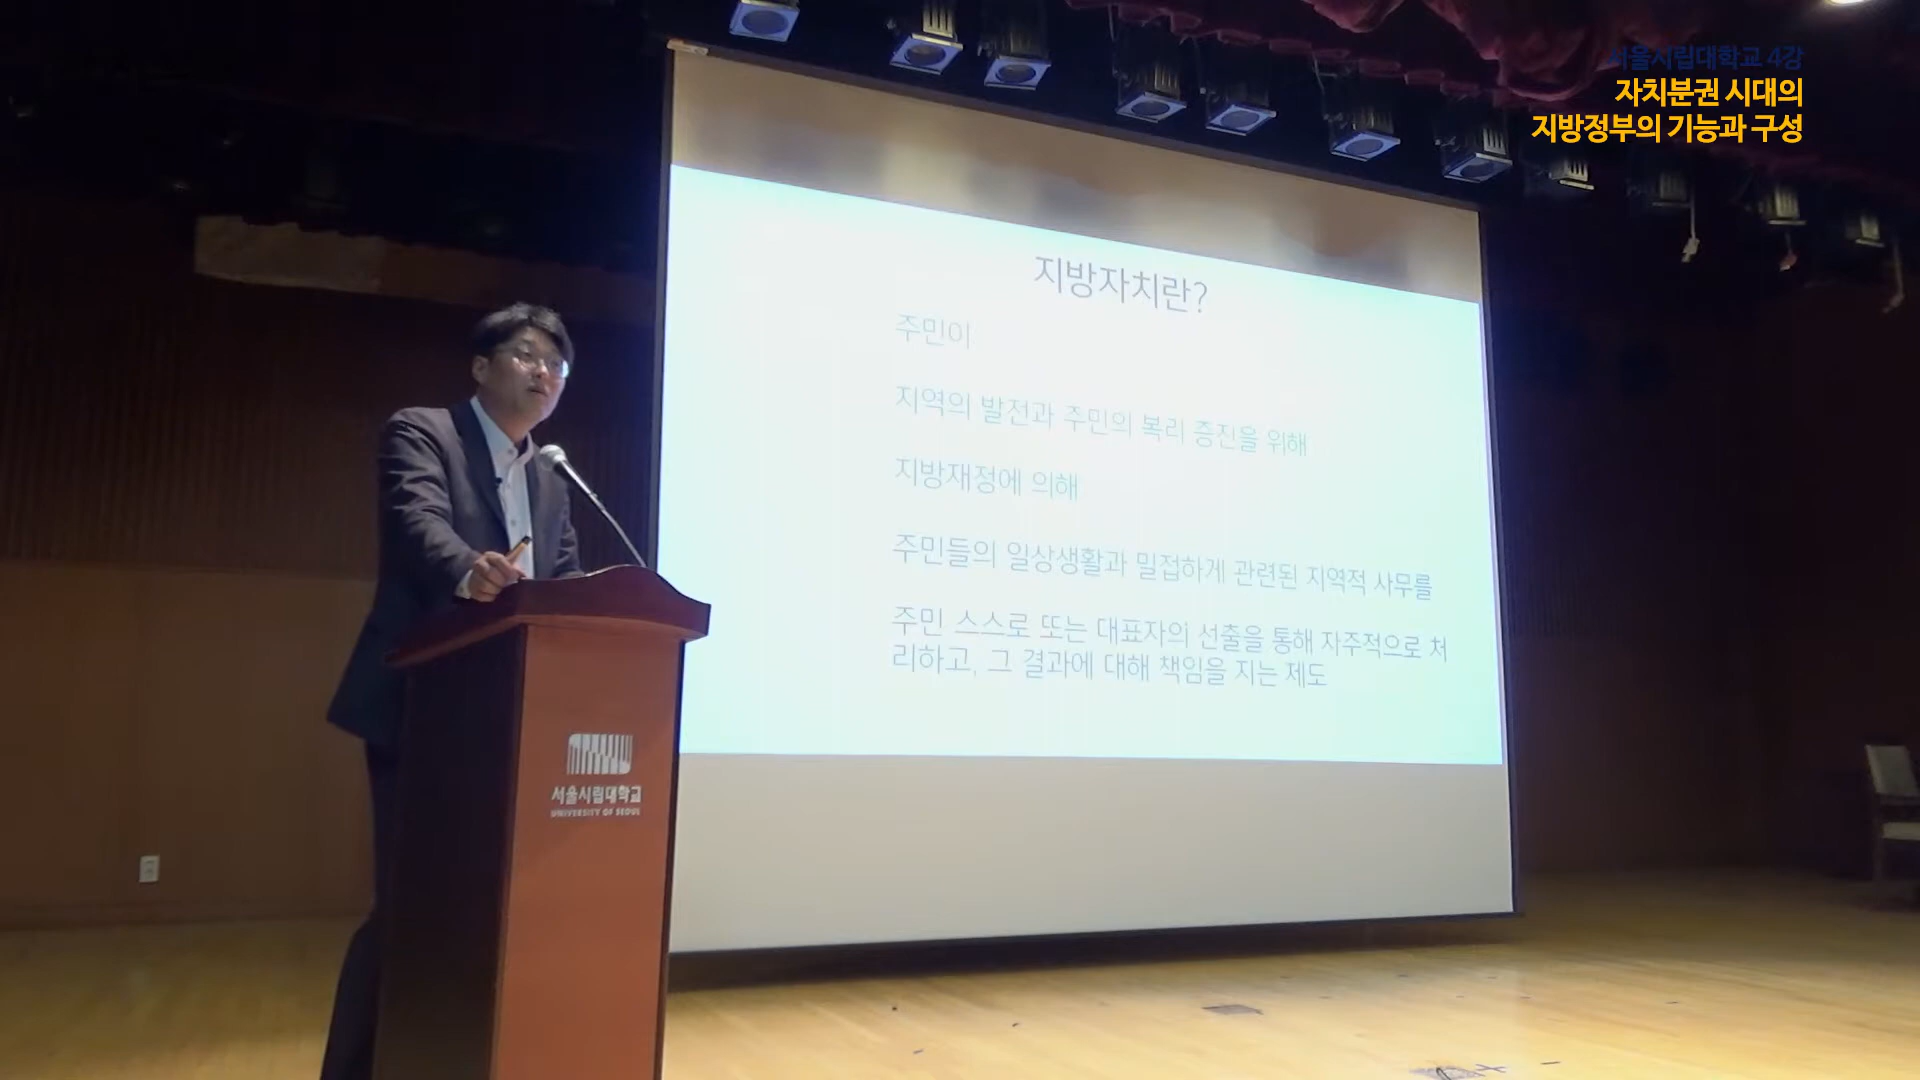 서울시립대학교 4강
자치분권 시대의
지방정부의 기능과 구성
지방자치란?
주민이
지역의 발전과 주민의 복리 증진을 위해
지방재정에 의해
주민들의 일상생활과 밀접하게 관련된 지역적 사무를
주민 스스로 또는 대표자의 선출을 통해 자주적으로 처
리하고, 그 결과에 대해 책임을 지는 제도
서울시립대학교
UNIVERSITY OF SEOUL